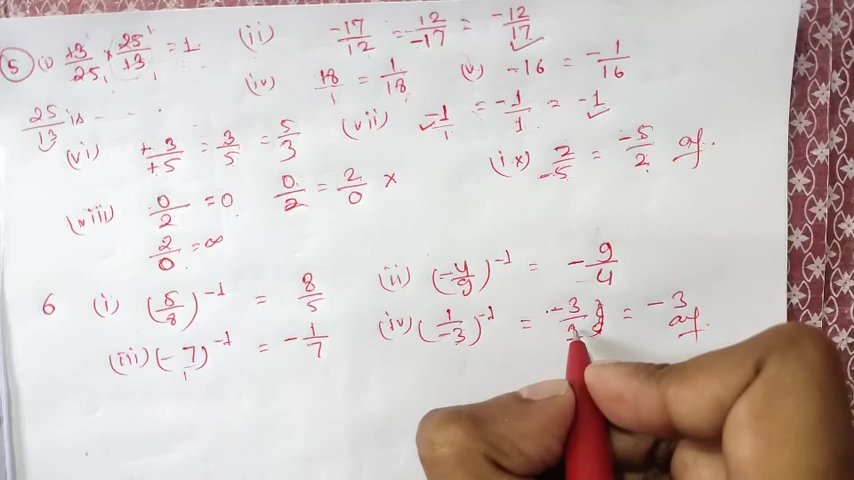 5 (i) +3/25 × 25/13 = 1 (ii) -17/12 = 12/-17 = -12/17
(iv) 18/1 = 1/18 (v) -16 = -1/16
25/13 is - - -
(vi) +3/+5 = 3/5 = 5/3 (vii) -1/1 = -1/1 = -1
(viii) 0/2 = 0 0/2 = 2/0 × (ix) 2/-5 = -5/2
2/0 = ∞
6 (i) (5/8)^-1 = 8/5 (ii) (-4/9)^-1 = -9/4
(iii) (-7/1)^-1 = -1/7 (iv) (1/-3)^-1 = -3/1 = -3